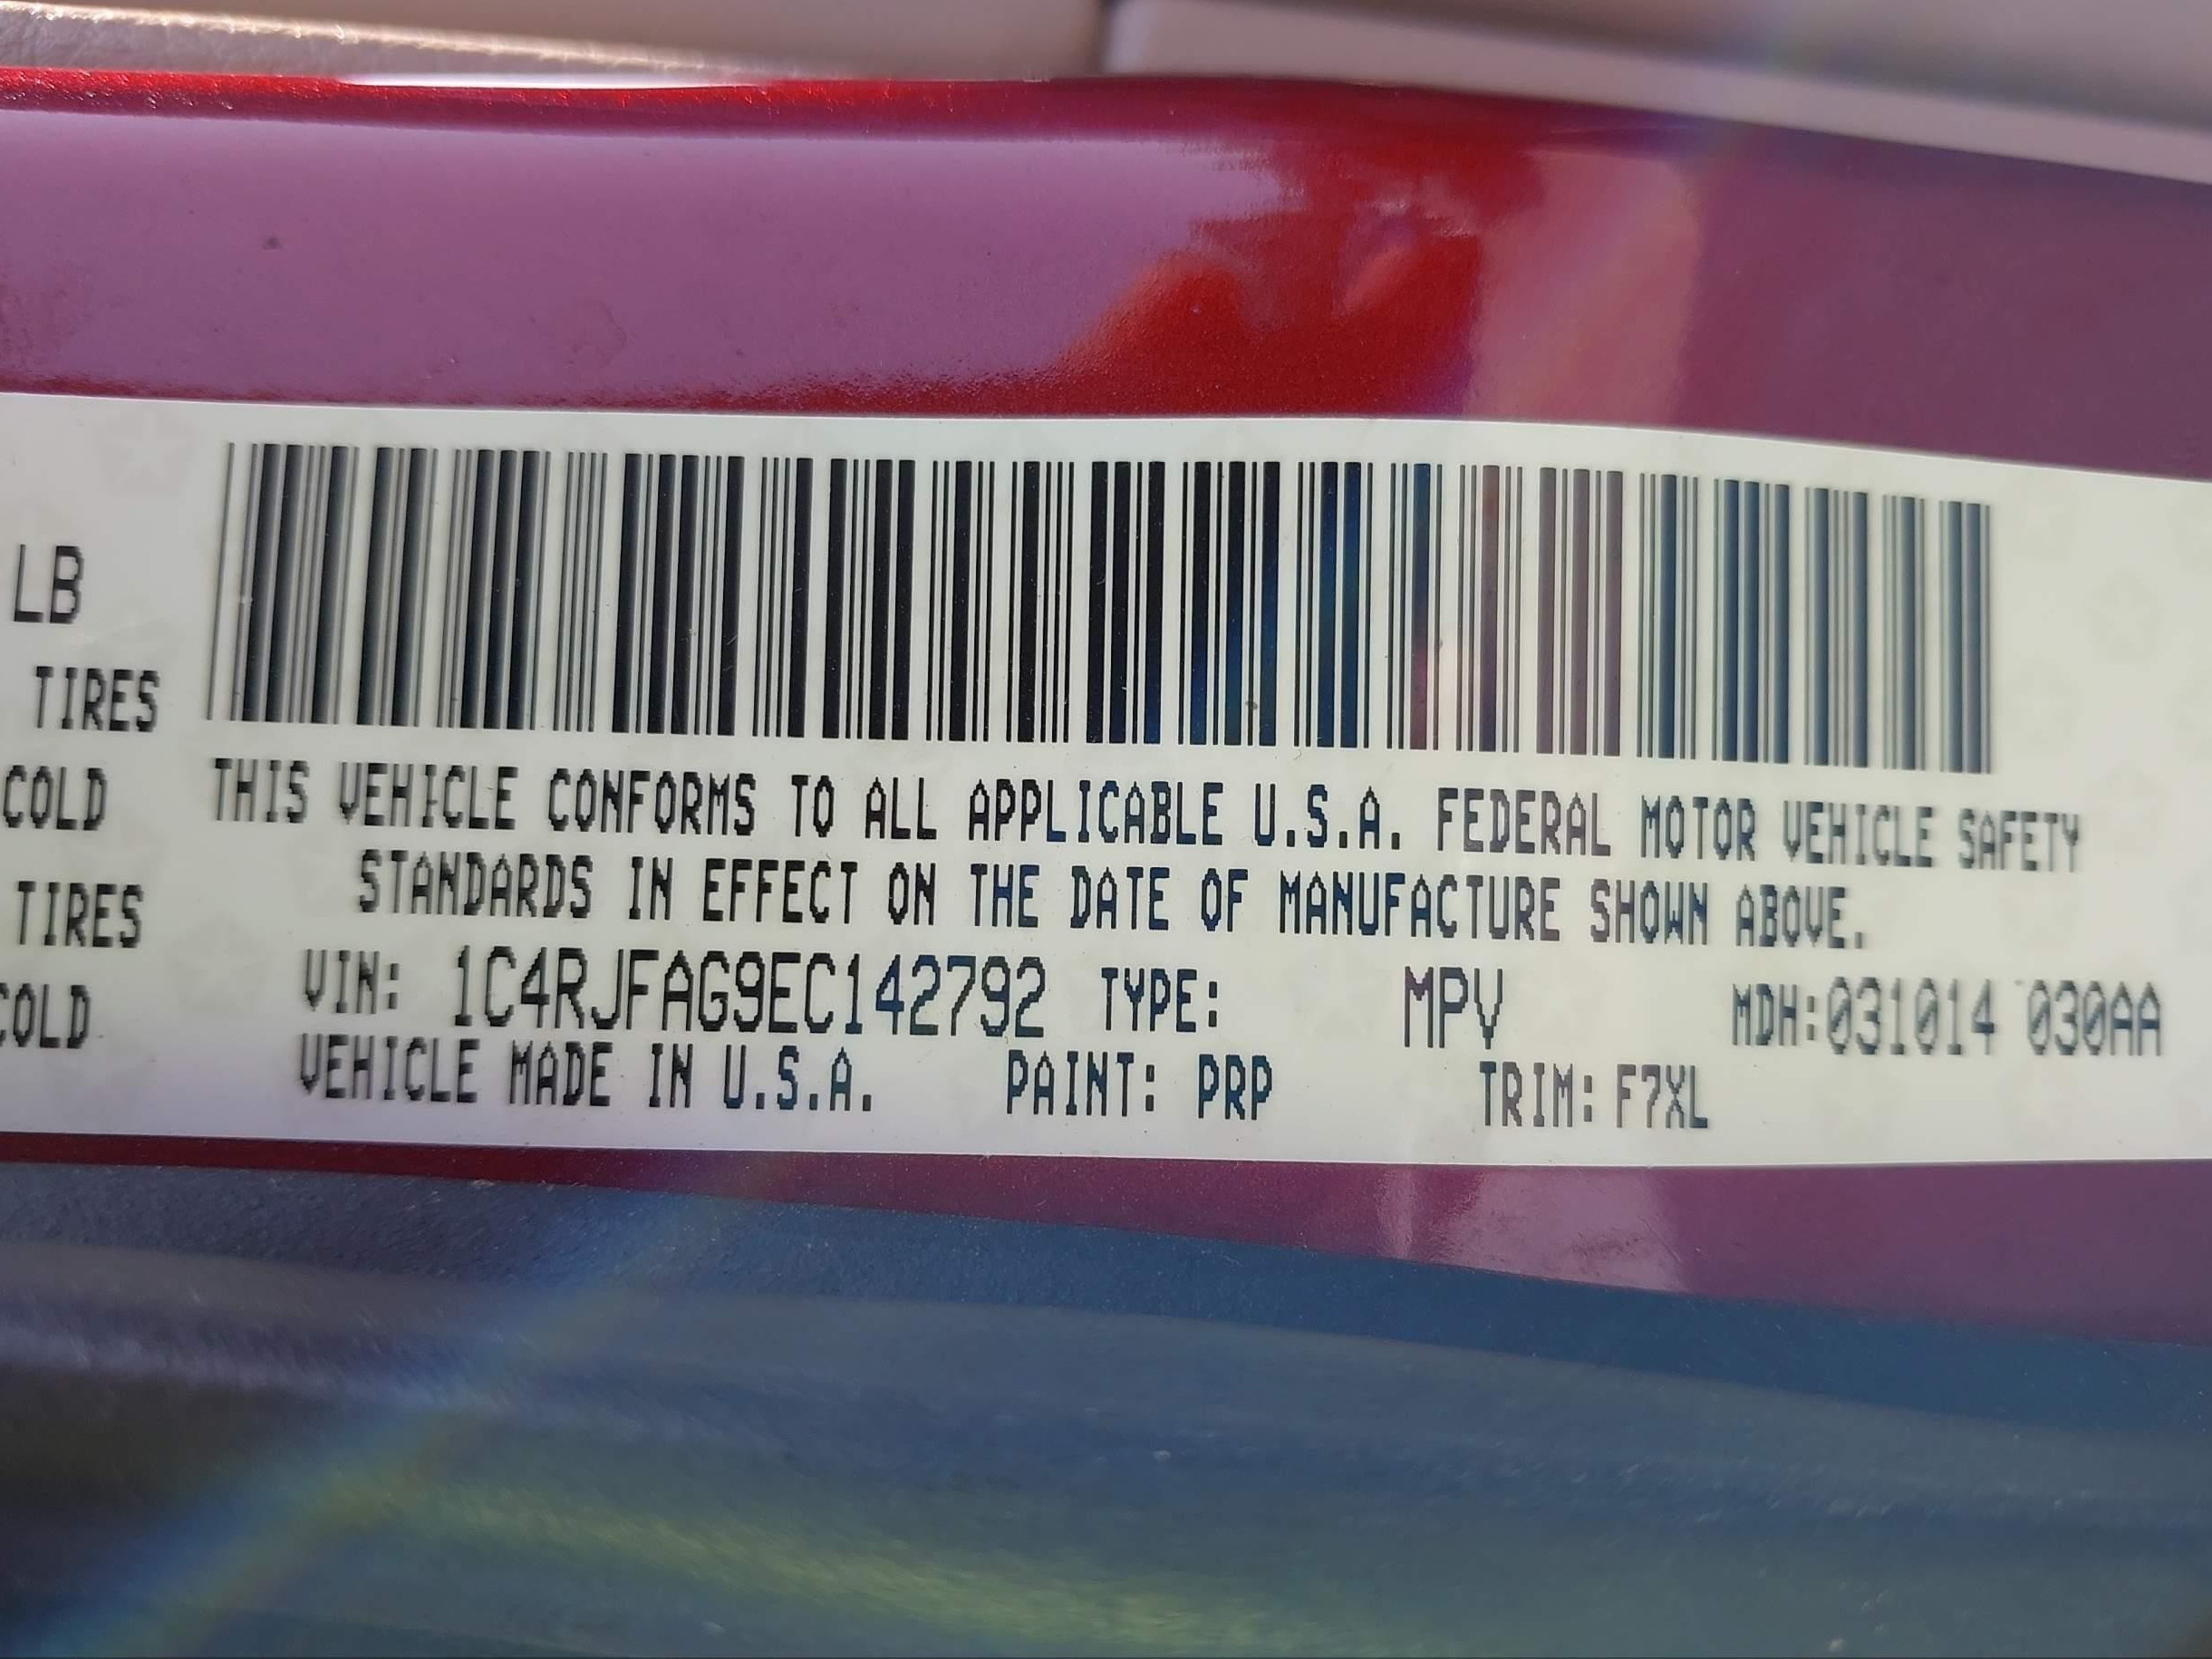 LB
TIRES
COLD
TIRES
COLD
THIS VEHICLE CONFORMS TO ALL APPLICABLE U.S.A. FEDERAL MOTOR VEHICLE SAFETY
STANDARDS IN EFFECT ON THE DATE OF MANUFACTURE SHOWN ABOVE.
VIN: 1C4RJFAG9EC142792 TYPE: MPV MDH:031014 030AA
VEHICLE MADE IN U.S.A. PAINT: PRP TRIM: F7XL